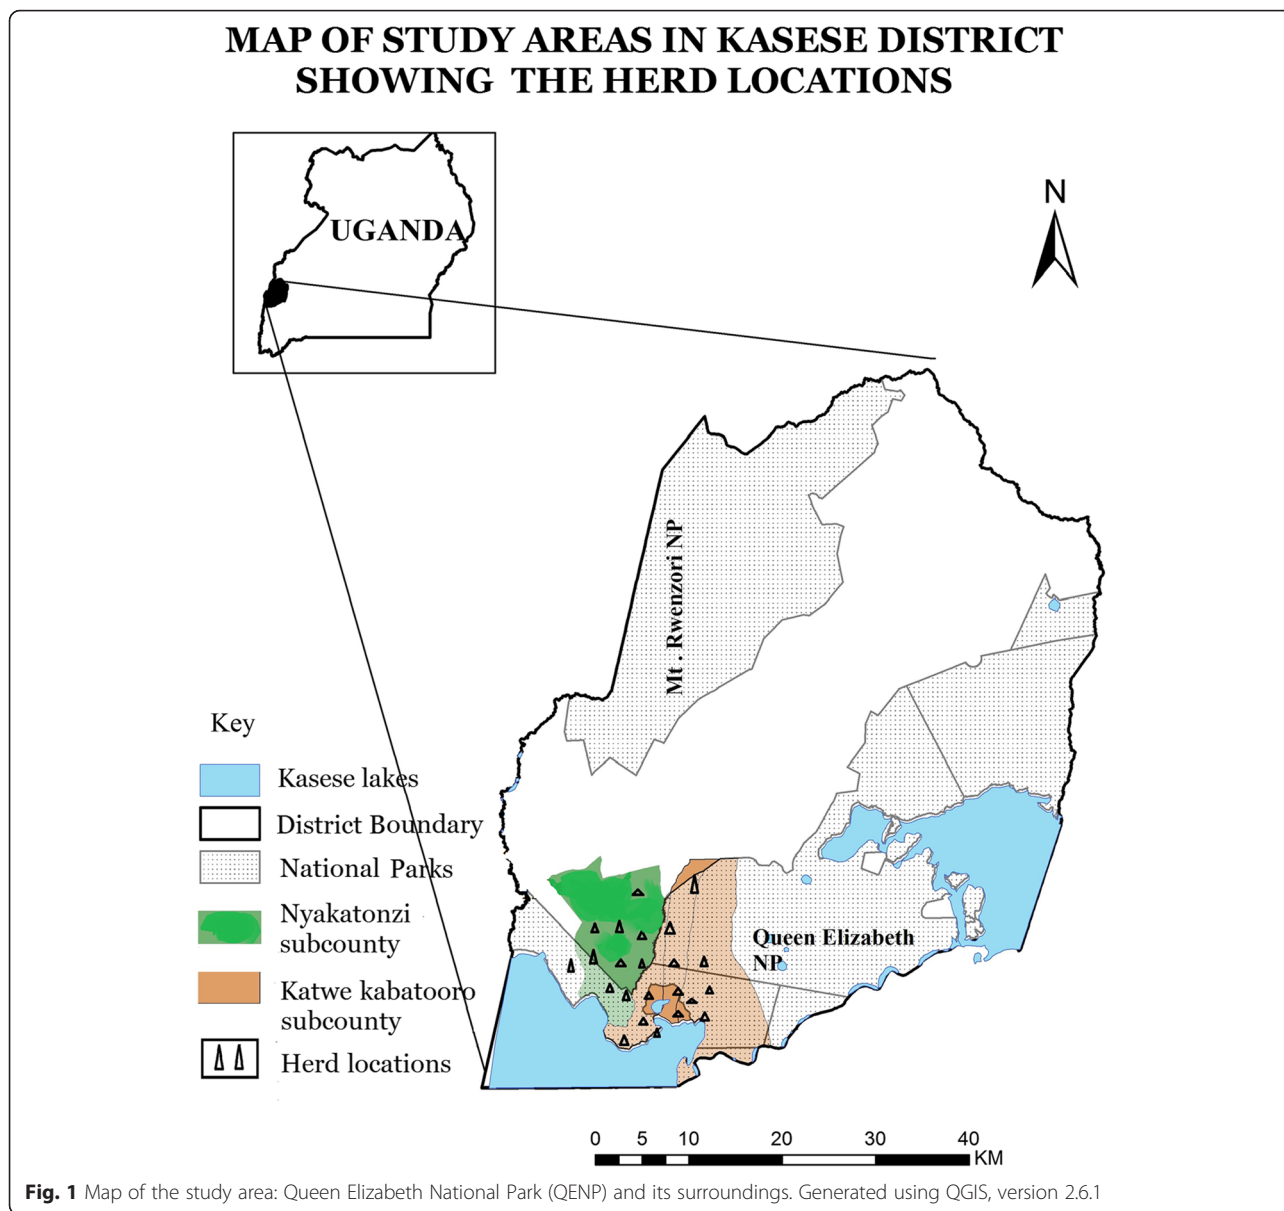 MAP OF STUDY AREAS IN KASESE DISTRICT
SHOWING THE HERD LOCATIONS
UGANDA
N
Mt . Rwenzori NP
Key
Kasese lakes
District Boundary
National Parks
Nyakatonzi
subcounty
Katwe kabatooro
subcounty
Herd locations
Queen Elizabeth
NP
0 5 10 20 30 40
KM
Fig. 1 Map of the study area: Queen Elizabeth National Park (QENP) and its surroundings. Generated using QGIS, version 2.6.1